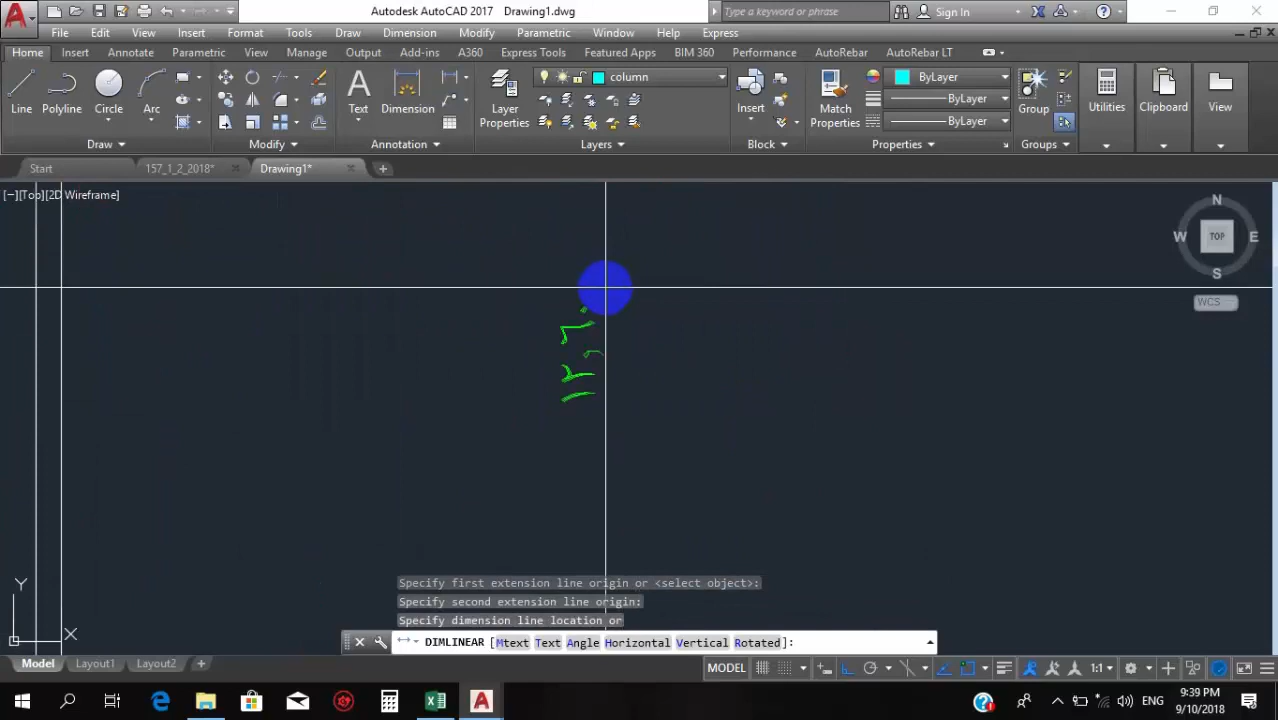 Autodesk AutoCAD 2017 Drawing1.dwg
Type a keyword or phrase
Sign In
File Edit View Insert Format Tools Draw Dimension Modify Parametric Window Help Express
Home Insert Annotate Parametric View Manage Output Add-ins A360 Express Tools Featured Apps BIM 360 Performance AutoRebar AutoRebar LT
column
ByLayer
ByLayer
ByLayer
Line Polyline Circle Arc Text Dimension Layer Properties Insert Match Properties Group Utilities Clipboard View
Draw Modify Annotation Layers Block Properties Groups
Start 157_1_2_2018* Drawing1*
[−][Top][2D Wireframe]
N
W TOP E
S
WCS
Y
X
Specify first extension line origin or <select object>:
Specify second extension line origin:
Specify dimension line location or
DIMLINEAR [Mtext Text Angle Horizontal Vertical Rotated]:
Model Layout1 Layout2
MODEL 1:1
ENG 9:39 PM
9/10/2018